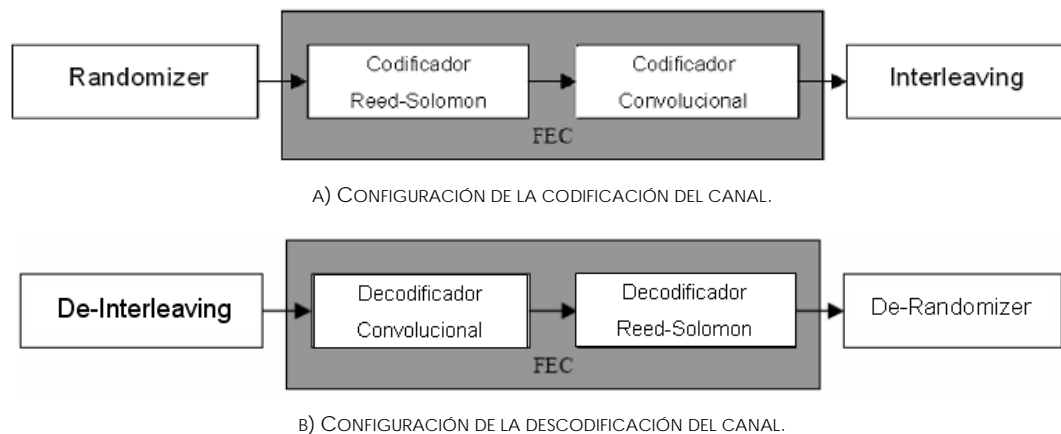 Randomizer
Codificador
Reed-Solomon
Codificador
Convolucional
Interleaving
FEC
A) CONFIGURACIÓN DE LA CODIFICACIÓN DEL CANAL.
De-Interleaving
Decodificador
Convolucional
Decodificador
Reed-Solomon
De-Randomizer
FEC
B) CONFIGURACIÓN DE LA DESCODIFICACIÓN DEL CANAL.